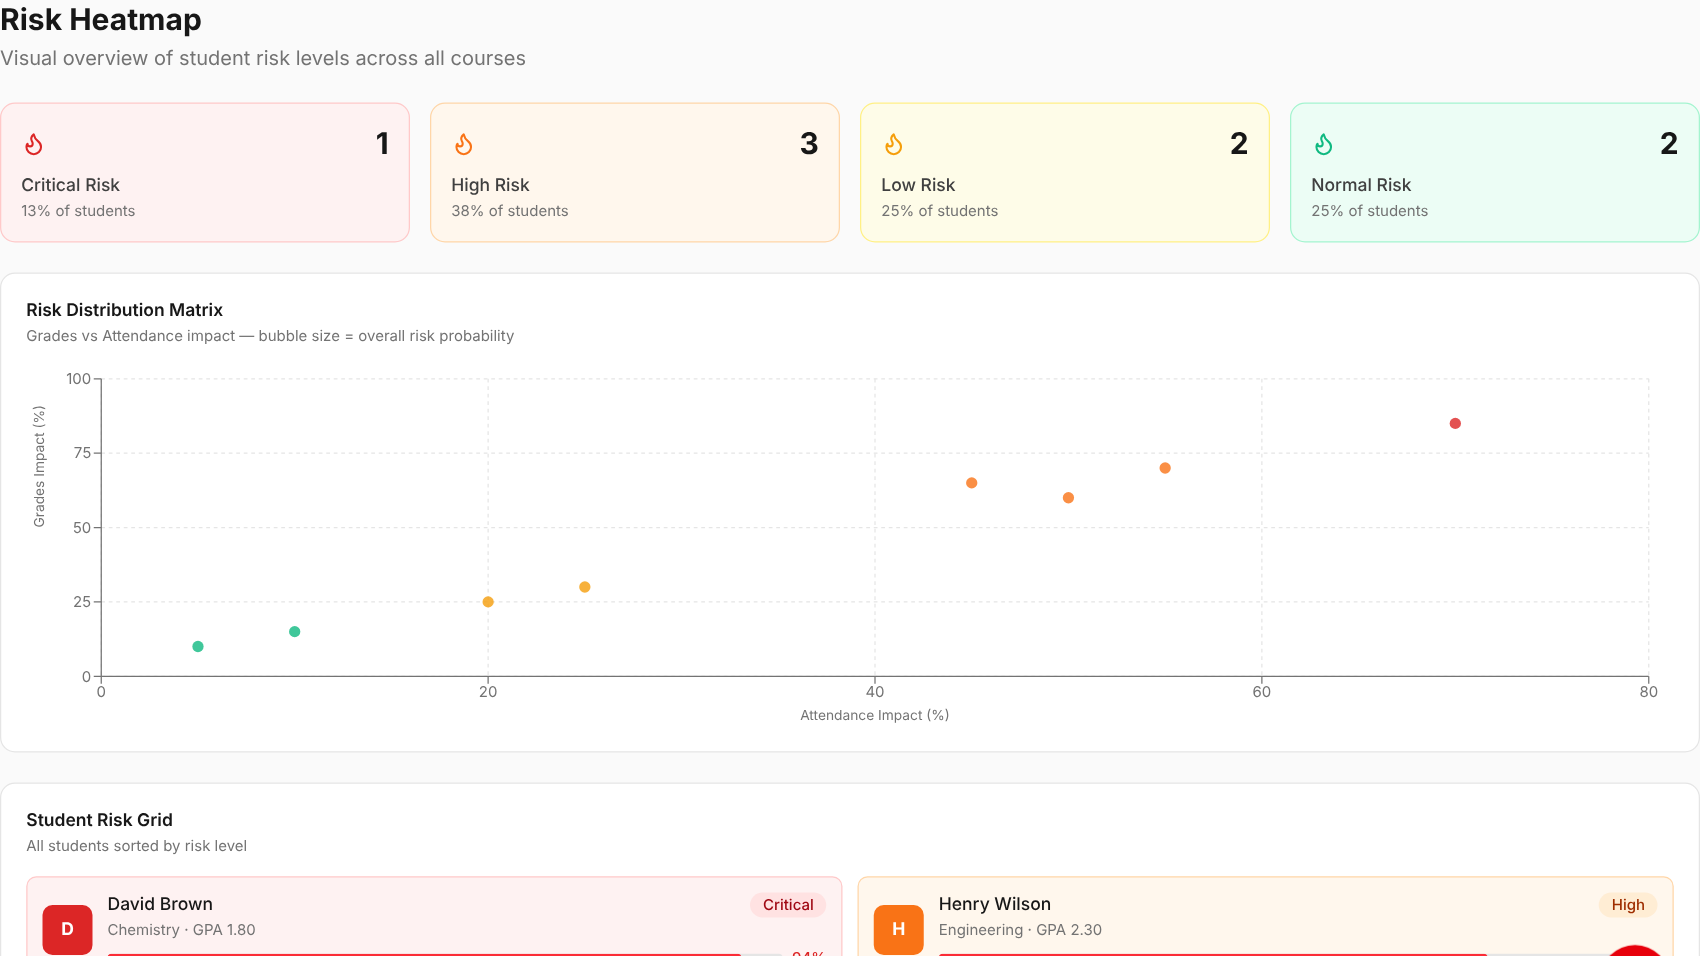 Risk Heatmap
Visual overview of student risk levels across all courses
1
Critical Risk
13% of students
3
High Risk
38% of students
2
Low Risk
25% of students
2
Normal Risk
25% of students
Risk Distribution Matrix
Grades vs Attendance impact — bubble size = overall risk probability
100
75
50
25
0
Grades Impact (%)
0 20 40 60 80
Attendance Impact (%)
Student Risk Grid
All students sorted by risk level
D
David Brown
Critical
Chemistry · GPA 1.80
H
Henry Wilson
High
Engineering · GPA 2.30